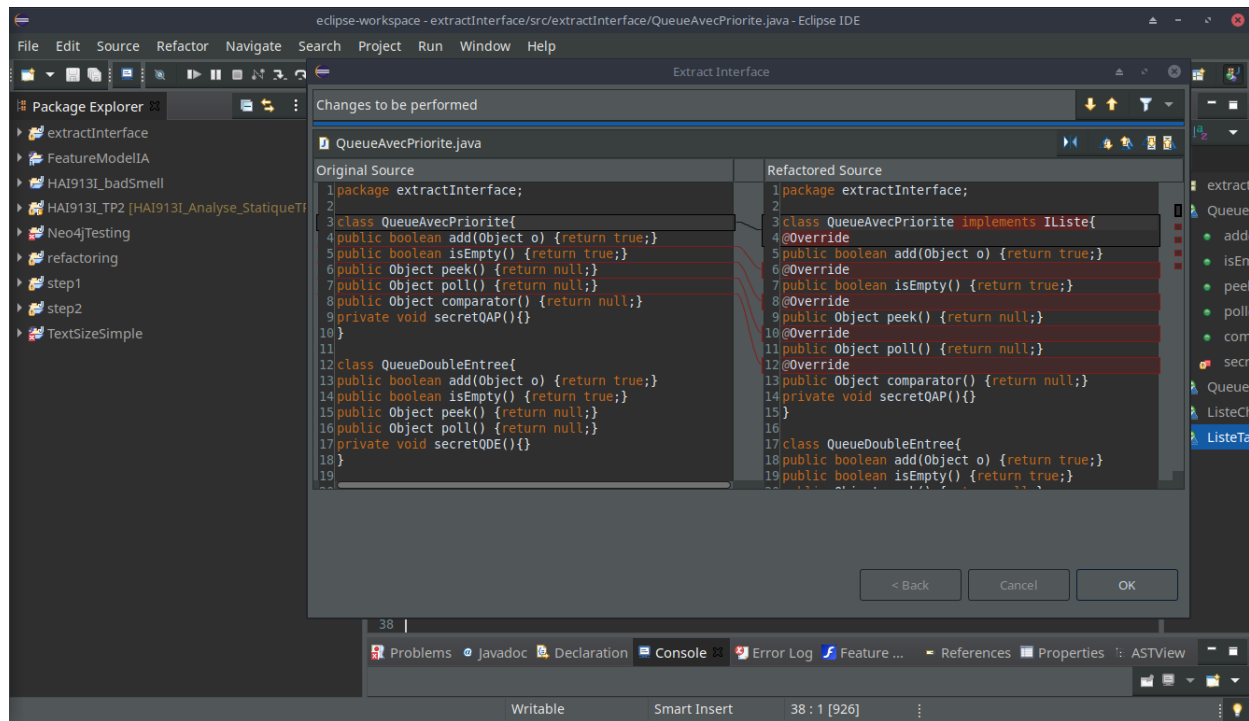 eclipse-workspace - extractInterface/src/extractInterface/QueueAvecPriorite.java - Eclipse IDE
File Edit Source Refactor Navigate Search Project Run Window Help
Extract Interface
Package Explorer
extractInterface
FeatureModelIA
HAI913I_badSmell
HAI913I_TP2 [HAI913I_Analyse_StatiqueTF
Neo4jTesting
refactoring
step1
step2
TextSizeSimple
Changes to be performed
QueueAvecPriorite.java
Original Source
1 package extractInterface;
2
3 class QueueAvecPriorite{
4 public boolean add(Object o) {return true;}
5 public boolean isEmpty() {return true;}
6 public Object peek() {return null;}
7 public Object poll() {return null;}
8 public Object comparator() {return null;}
9 private void secretQAP(){}
10 }
11
12 class QueueDoubleEntree{
13 public boolean add(Object o) {return true;}
14 public boolean isEmpty() {return true;}
15 public Object peek() {return null;}
16 public Object poll() {return null;}
17 private void secretQDE(){}
18 }
19
Refactored Source
1 package extractInterface;
2
3 class QueueAvecPriorite implements IListe{
4 @Override
5 public boolean add(Object o) {return true;}
6 @Override
7 public boolean isEmpty() {return true;}
8 @Override
9 public Object peek() {return null;}
10 @Override
11 public Object poll() {return null;}
12 @Override
13 public Object comparator() {return null;}
14 private void secretQAP(){}
15 }
16
17 class QueueDoubleEntree{
18 public boolean add(Object o) {return true;}
19 public boolean isEmpty() {return true;}
< Back Cancel OK
extract
Queue
add
isEm
peek
poll
com
secr
Queue
ListeCh
ListeTa
38
Problems Javadoc Declaration Console Error Log Feature ... References Properties ASTView
Writable Smart Insert 38 : 1 [926]